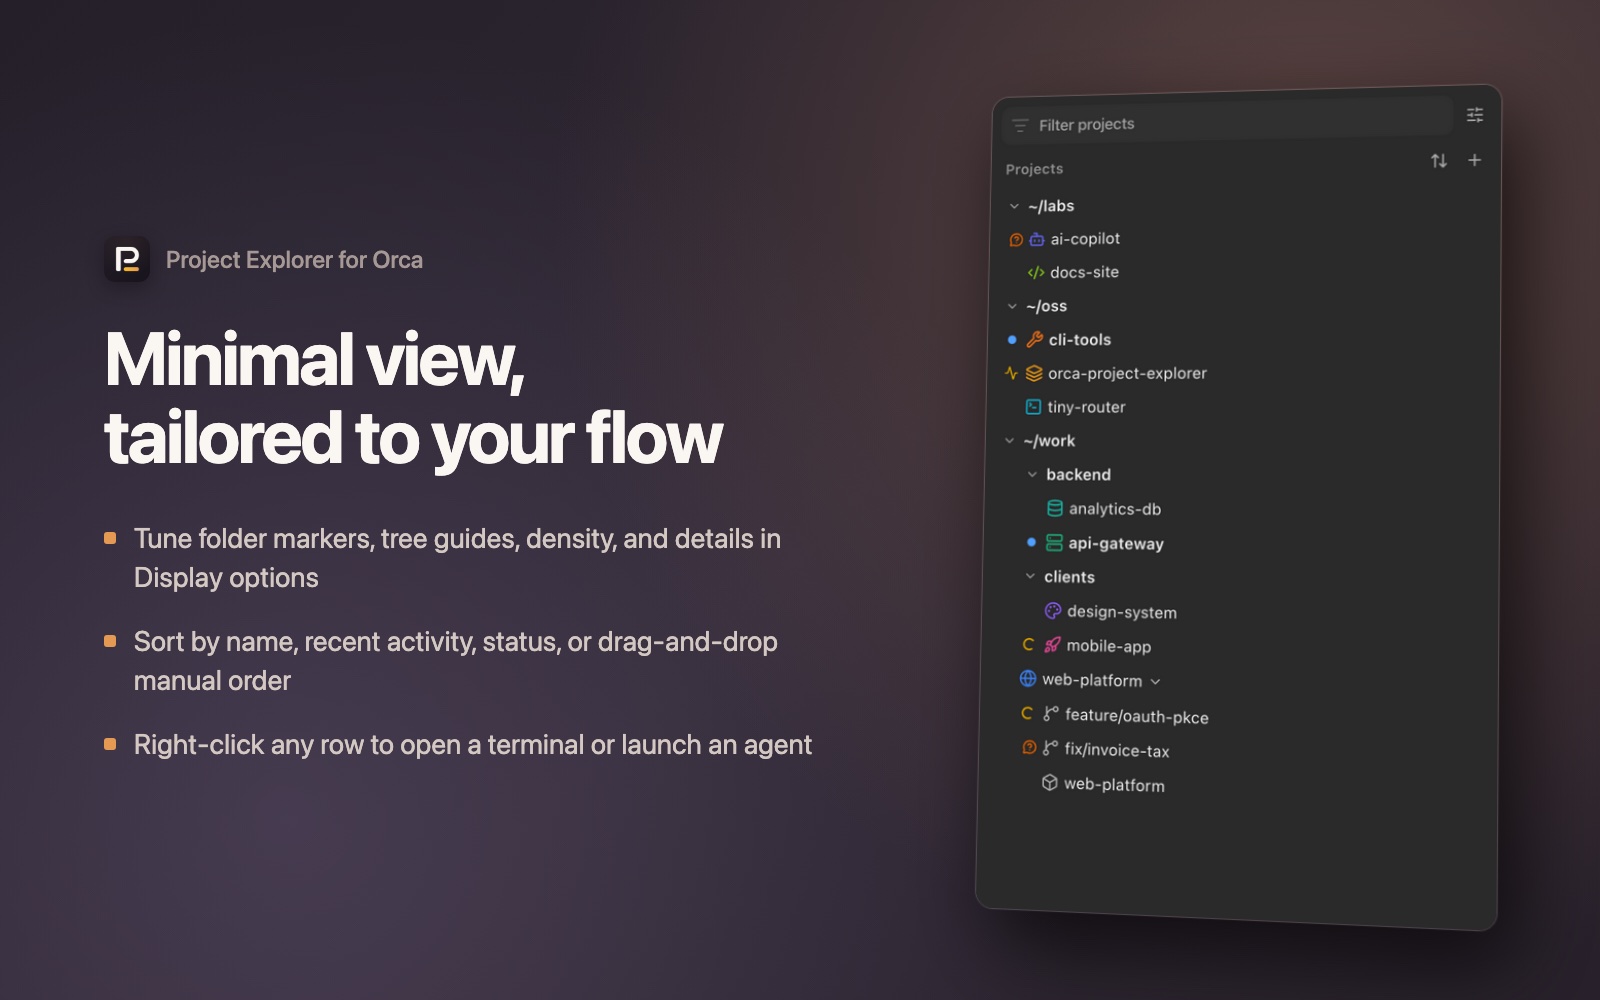 Project Explorer for Orca
Minimal view,
tailored to your flow
Tune folder markers, tree guides, density, and details in
Display options
Sort by name, recent activity, status, or drag-and-drop
manual order
Right-click any row to open a terminal or launch an agent
Filter projects
Projects
~/labs
ai-copilot
docs-site
~/oss
cli-tools
orca-project-explorer
tiny-router
~/work
backend
analytics-db
api-gateway
clients
design-system
mobile-app
web-platform
feature/oauth-pkce
fix/invoice-tax
web-platform